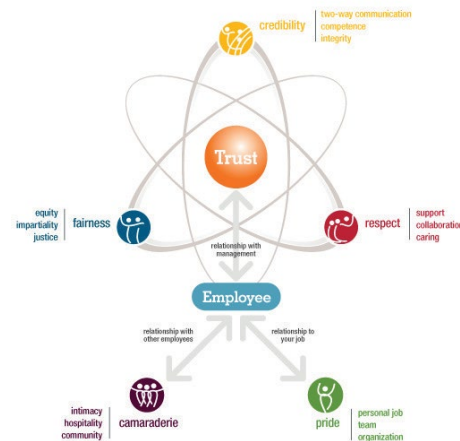 credibility
two-way communication
competence
integrity
Trust
equity
impartiality
justice
fairness
respect
support
collaboration
caring
relationship with
management
Employee
relationship with
other employees
relationship to
your job
intimacy
hospitality
community
camaraderie
pride
personal job
team
organization